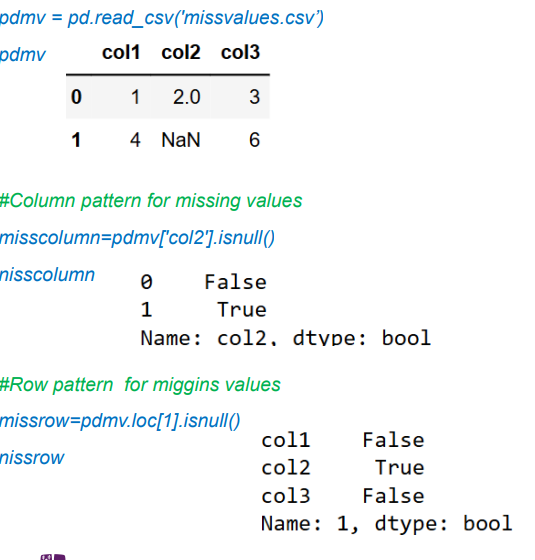 pdmv = pd.read_csv('missvalues.csv’)
pdmv
col1 col2 col3
0 1 2.0 3
1 4 NaN 6
#Column pattern for missing values
misscolumn=pdmv['col2'].isnull()
nisscolumn
0 False
1 True
Name: col2, dtype: bool
#Row pattern for miggins values
missrow=pdmv.loc[1].isnull()
nissrow
col1 False
col2 True
col3 False
Name: 1, dtype: bool